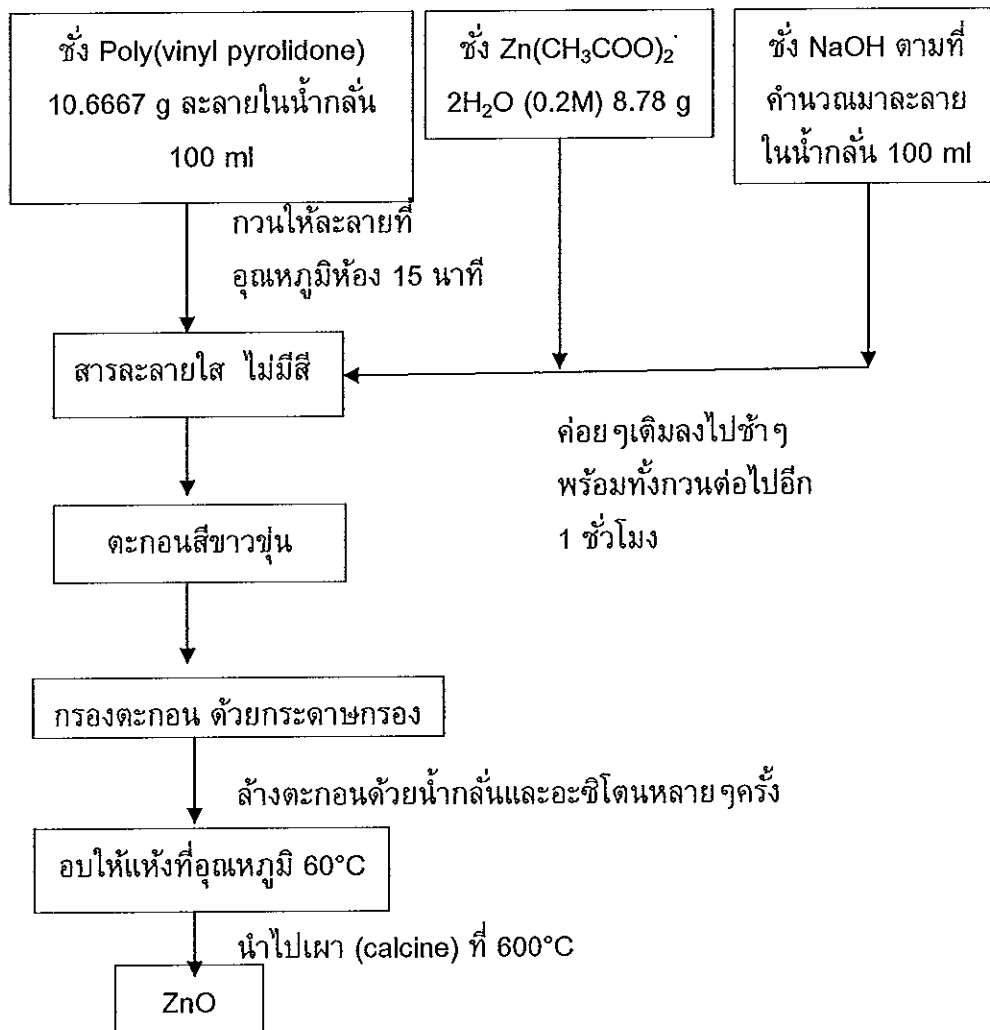 ชั่ง Poly(vinyl pyrolidone)
10.6667 g ละลายในน้ำกลั่น
100 ml
ชั่ง Zn(CH₃COO)₂·
2H₂O (0.2M) 8.78 g
ชั่ง NaOH ตามที่
คำนวณมาละลาย
ในน้ำกลั่น 100 ml
กวนให้ละลายที่
อุณหภูมิห้อง 15 นาที
สารละลายใส ไม่มีสี
ค่อยๆเติมลงไปช้าๆ
พร้อมทั้งกวนต่อไปอีก
1 ชั่วโมง
ตะกอนสีขาวขุ่น
กรองตะกอน ด้วยกระดาษกรอง
ล้างตะกอนด้วยน้ำกลั่นและอะซิโตนหลายๆครั้ง
อบให้แห้งที่อุณหภูมิ 60°C
นำไปเผา (calcine) ที่ 600°C
ZnO